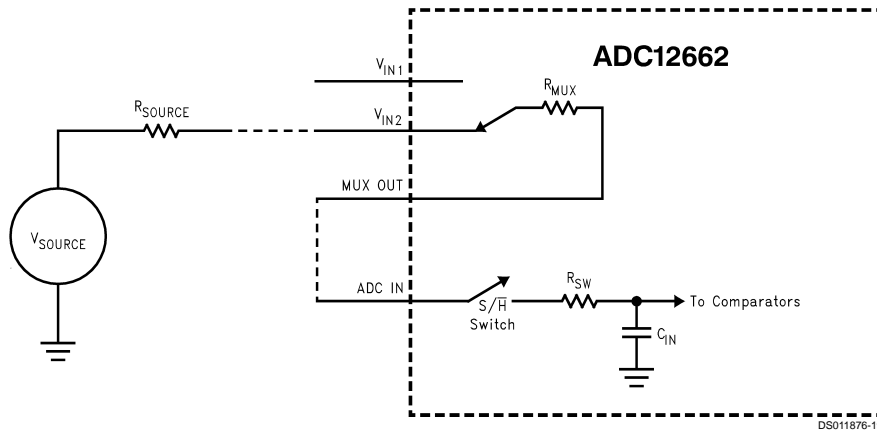 ADC12662
V_IN1
R_MUX
R_SOURCE
V_IN2
MUX OUT
V_SOURCE
ADC IN
S/H̅
Switch
R_SW
To Comparators
C_IN
DS011876-1